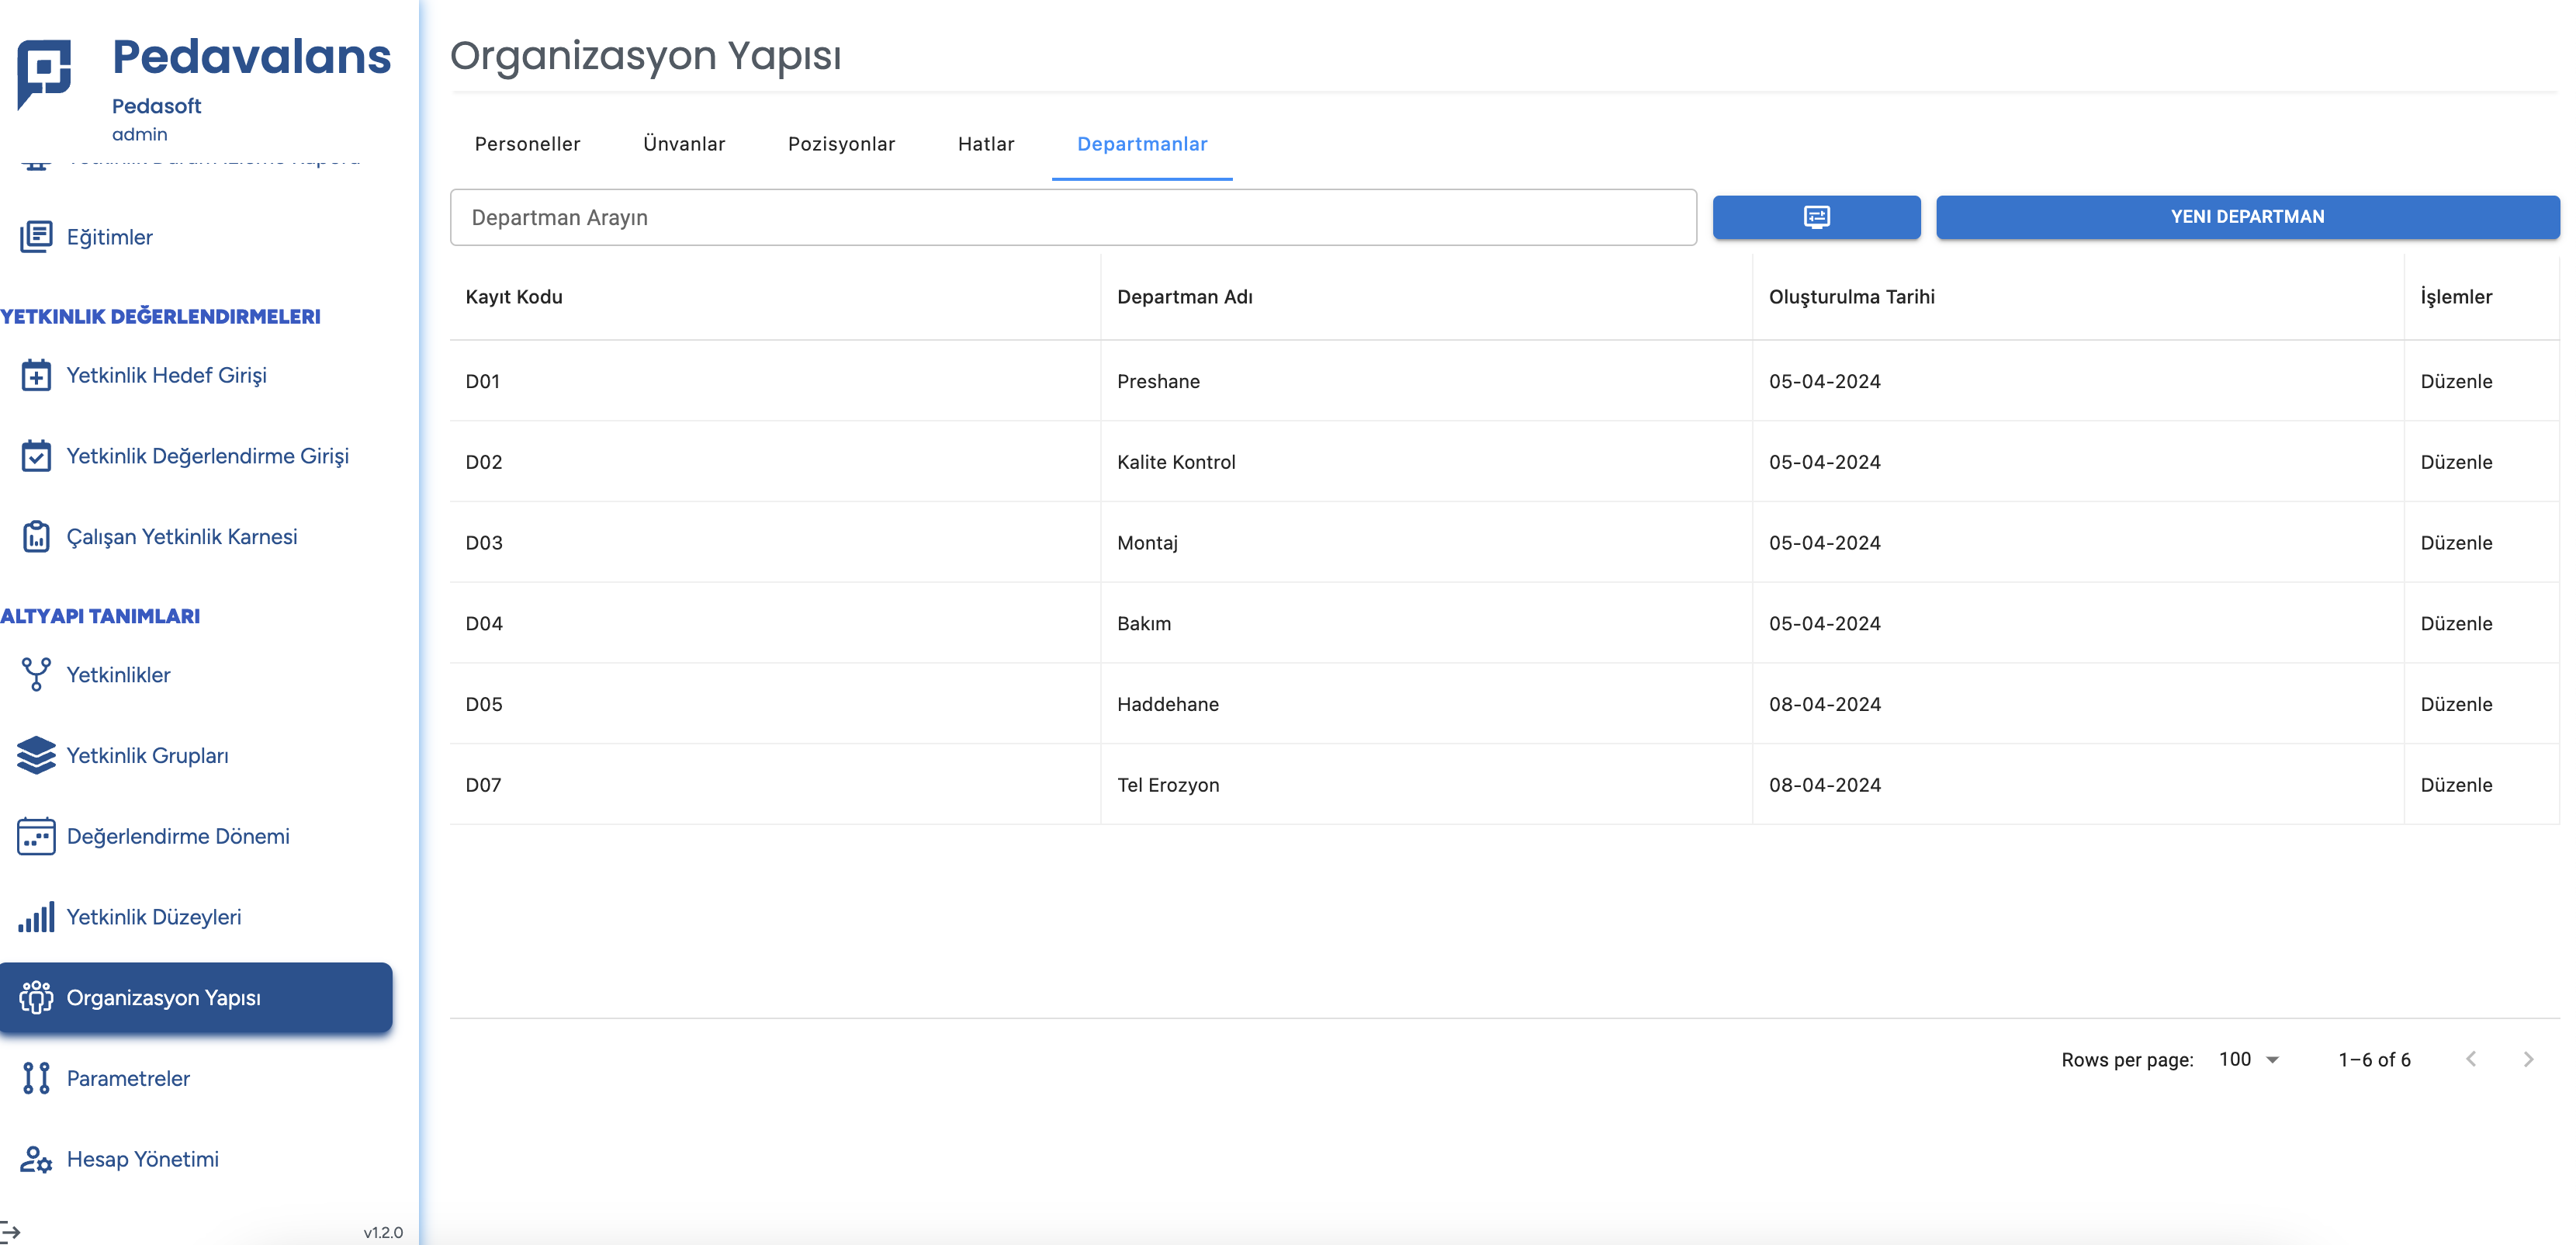 Pedavalans
Pedasoft
admin
Eğitimler
YETKINLIK DEĞERLENDIRMELERI
Yetkinlik Hedef Girişi
Yetkinlik Değerlendirme Girişi
Çalışan Yetkinlik Karnesi
ALTYAPI TANIMLARI
Yetkinlikler
Yetkinlik Grupları
Değerlendirme Dönemi
Yetkinlik Düzeyleri
Organizasyon Yapısı
Parametreler
Hesap Yönetimi
v1.2.0
Organizasyon Yapısı
Personeller Ünvanlar Pozisyonlar Hatlar Departmanlar
Departman Arayın YENI DEPARTMAN
Kayıt Kodu Departman Adı Oluşturulma Tarihi İşlemler
D01 Preshane 05-04-2024 Düzenle
D02 Kalite Kontrol 05-04-2024 Düzenle
D03 Montaj 05-04-2024 Düzenle
D04 Bakım 05-04-2024 Düzenle
D05 Haddehane 08-04-2024 Düzenle
D07 Tel Erozyon 08-04-2024 Düzenle
Rows per page: 100 1–6 of 6